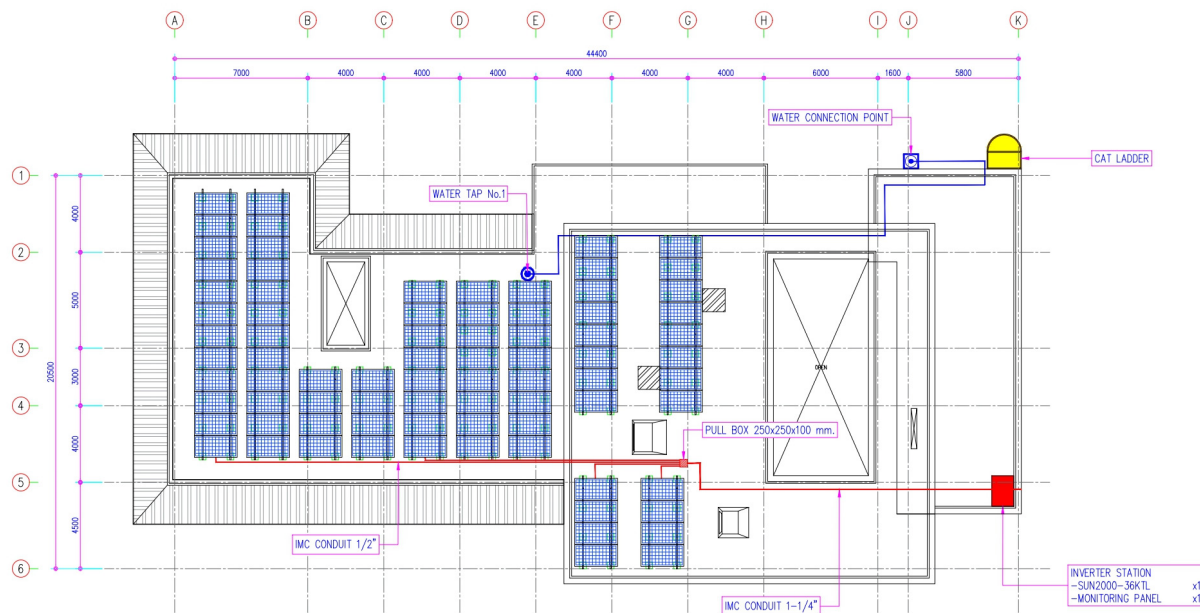 A B C D E F G H I J K
44400
7000 4000 4000 4000 4000 4000 4000 6000 1600 5800
WATER CONNECTION POINT
CAT LADDER
1
WATER TAP No.1
4000
2
5000
3
20500
3000
OPEN
4
4000
PULL BOX 250x250x100 mm.
5
4500
IMC CONDUIT 1/2"
6
INVERTER STATION
-SUN2000-36KTL x1
-MONITORING PANEL x1
IMC CONDUIT 1-1/4"